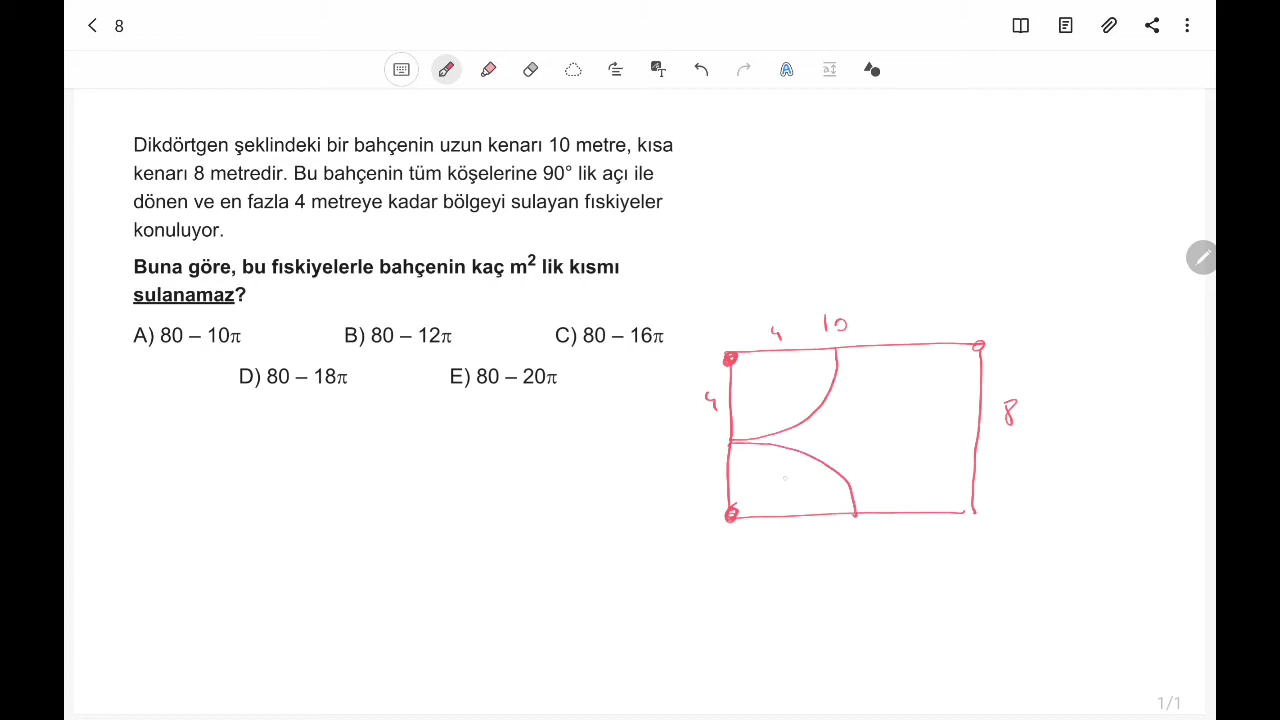 8
Dikdörtgen şeklindeki bir bahçenin uzun kenarı 10 metre, kısa
kenarı 8 metredir. Bu bahçenin tüm köşelerine 90° lik açı ile
dönen ve en fazla 4 metreye kadar bölgeyi sulayan fıskiyeler
konuluyor.
Buna göre, bu fıskiyelerle bahçenin kaç m² lik kısmı
sulanamaz?
A) 80 – 10π B) 80 – 12π C) 80 – 16π
D) 80 – 18π E) 80 – 20π
4 10
4
8
1/1